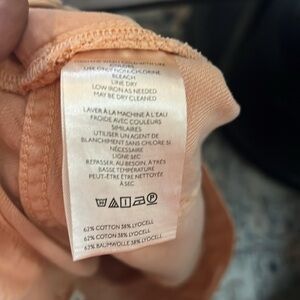 COLOURS
USE ONLY NON-CHLORINE
BLEACH
LINE DRY
LOW IRON AS NEEDED
MAY BE DRY CLEANED
LAVER À LA MACHINE À L'EAU
FROIDE AVEC COULEURS
SIMILAIRES
UTILISER UN AGENT DE
BLANCHIMENT SANS CHLORE SI
NÉCESSAIRE
LIGNE SEC
REPASSER, AU BESOIN, À TRÈS
BASSE TEMPÉRATURE
PEUT-ÊTRE ÊTRE NETTOYÉE
À SEC
62% COTTON 38% LYOCELL
62% COTON 38% LYOCELL
62% BAUMWOLLE 38% LYOCELL